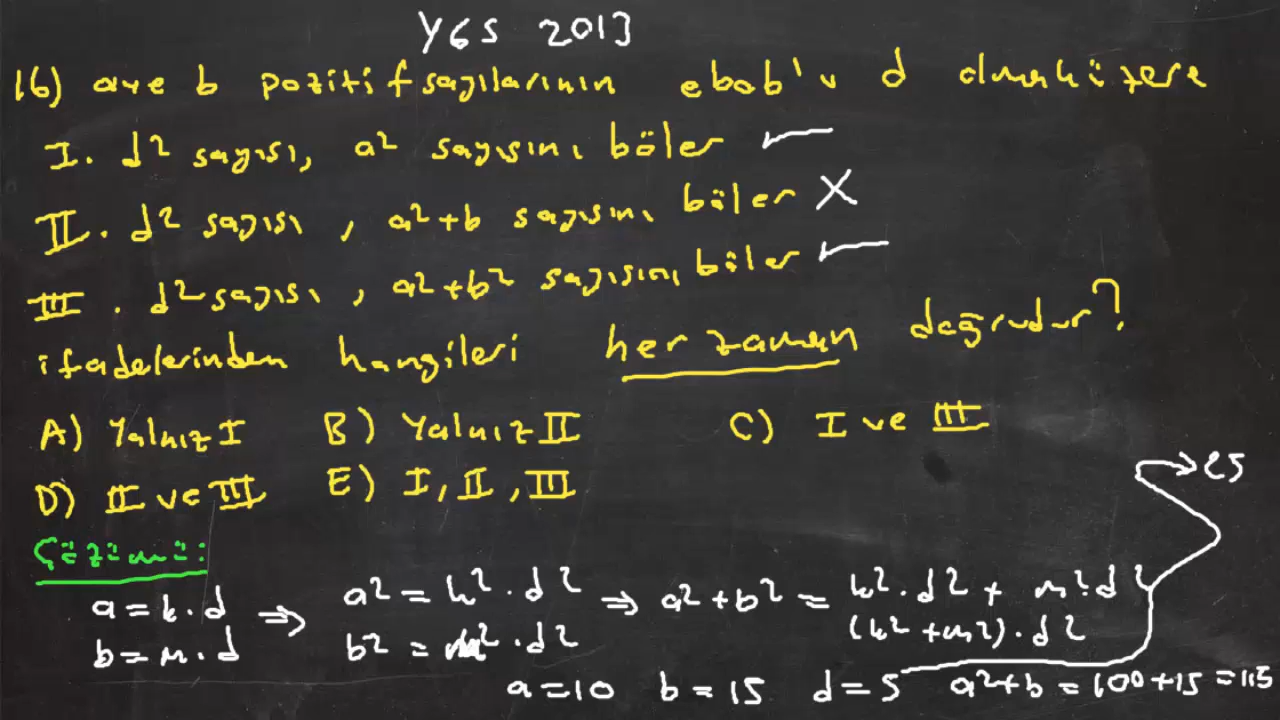 YGS 2013
16) a ve b pozitif sayılarının ebob'u d olmak üzere
I. d² sayısı, a² sayısını böler ✓
II. d² sayısı, a²+b sayısını böler X
III. d² sayısı, a²+b² sayısını böler ✓
ifadelerinden hangileri her zaman doğrudur?
A) Yalnız I B) Yalnız II C) I ve III
D) II ve III E) I, II, III
→25
Çözüm:
a = k.d ⇒ a² = k².d² ⇒ a²+b² = k².d² + m².d²
b = m.d b² = m².d² (k²+m²).d²
a=10 b=15 d=5 a²+b = 100+15 = 115